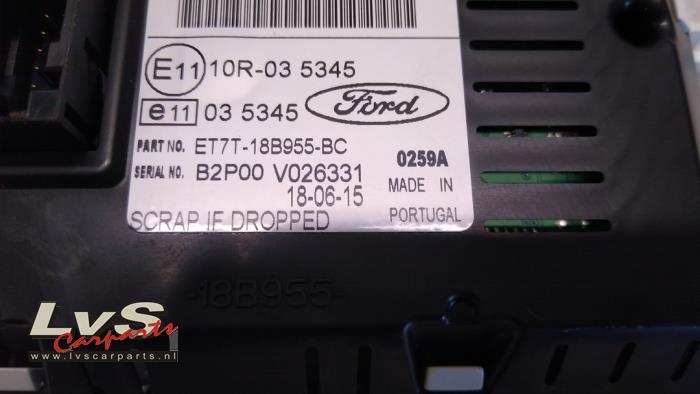 E11 10R-03 5345
e11 03 5345 Ford
PART NO. ET7T-18B955-BC
SERIAL NO. B2P00 V026331 0259A
18-06-15 MADE IN
SCRAP IF DROPPED PORTUGAL
-18B955-
LvS
Carparts
www.lvscarparts.nl